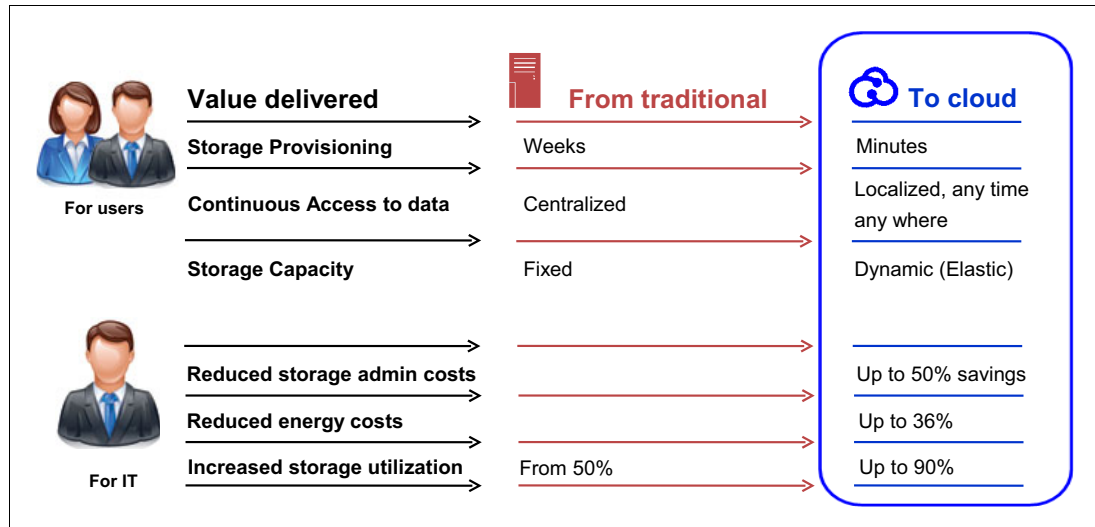 Value delivered
From traditional
To cloud
Storage Provisioning
Weeks
Minutes
For users
Continuous Access to data
Centralized
Localized, any time
any where
Storage Capacity
Fixed
Dynamic (Elastic)
Reduced storage admin costs
Up to 50% savings
Reduced energy costs
Up to 36%
For IT
Increased storage utilization
From 50%
Up to 90%